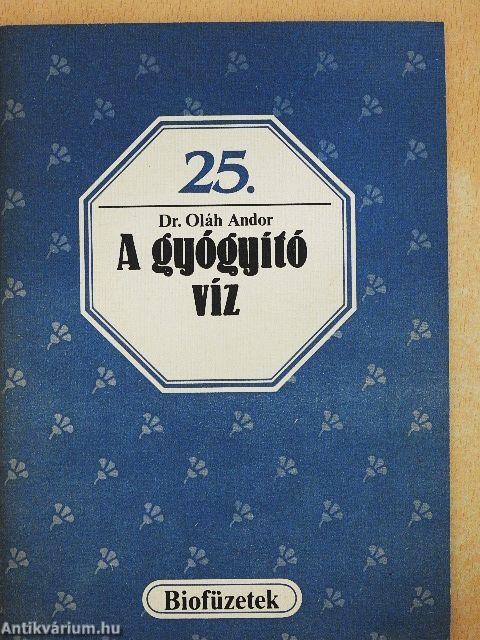 25.
Dr. Oláh Andor
A gyógyító
víz
Biofüzetek
Antikvárium.hu